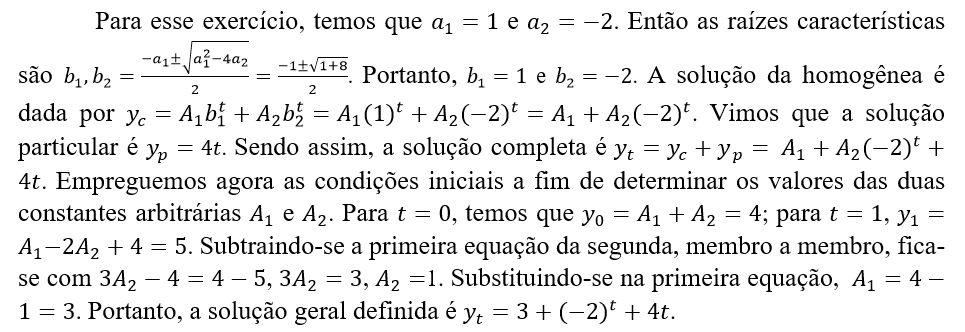 Para esse exercício, temos que 𝑎₁ = 1 e 𝑎₂ = −2. Então as raízes características
são 𝑏₁, 𝑏₂ = (−𝑎₁±√(𝑎₁²−4𝑎₂))/2 = (−1±√(1+8))/2. Portanto, 𝑏₁ = 1 e 𝑏₂ = −2. A solução da homogênea é
dada por 𝑦_c = 𝐴₁𝑏₁ᵗ + 𝐴₂𝑏₂ᵗ = 𝐴₁(1)ᵗ + 𝐴₂(−2)ᵗ = 𝐴₁ + 𝐴₂(−2)ᵗ. Vimos que a solução
particular é 𝑦ₚ = 4𝑡. Sendo assim, a solução completa é 𝑦ₜ = 𝑦_c + 𝑦ₚ = 𝐴₁ + 𝐴₂(−2)ᵗ +
4𝑡. Empreguemos agora as condições iniciais a fim de determinar os valores das duas
constantes arbitrárias 𝐴₁ e 𝐴₂. Para 𝑡 = 0, temos que 𝑦₀ = 𝐴₁ + 𝐴₂ = 4; para 𝑡 = 1, 𝑦₁ =
𝐴₁−2𝐴₂ + 4 = 5. Subtraindo-se a primeira equação da segunda, membro a membro, fica-
se com 3𝐴₂ − 4 = 4 − 5, 3𝐴₂ = 3, 𝐴₂ =1. Substituindo-se na primeira equação, 𝐴₁ = 4 −
1 = 3. Portanto, a solução geral definida é 𝑦ₜ = 3 + (−2)ᵗ + 4𝑡.